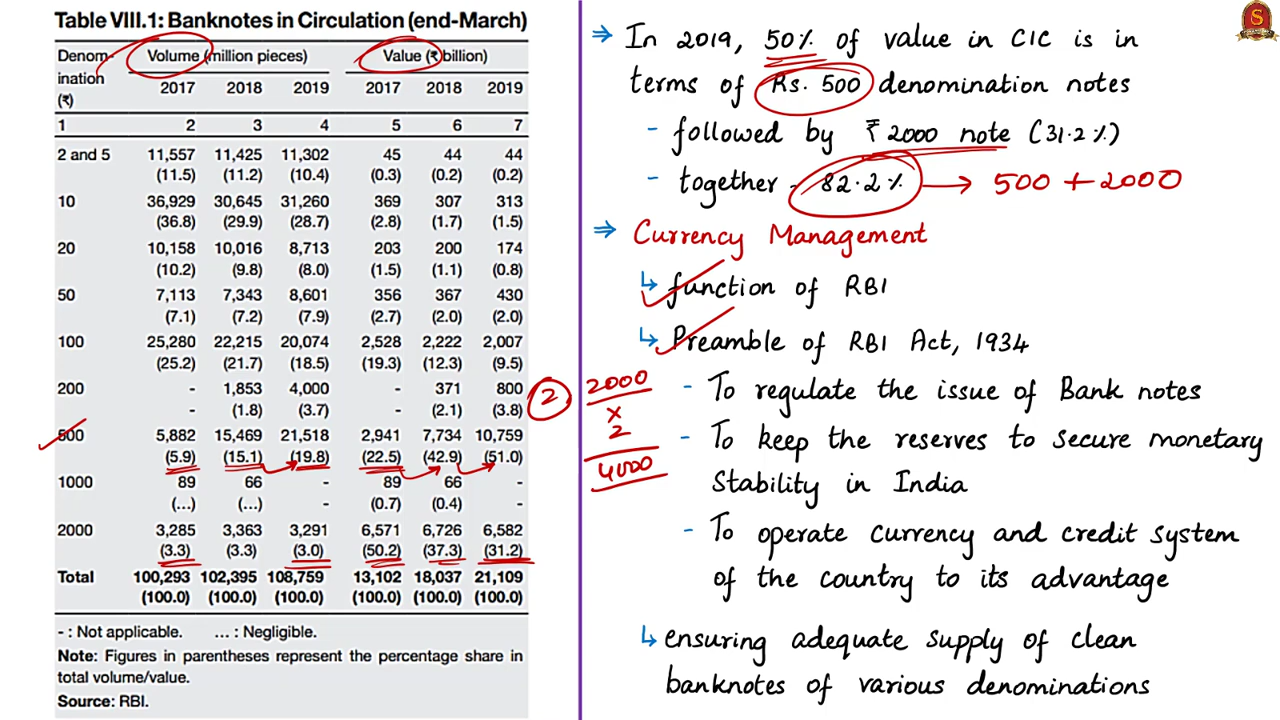 Table VIII.1: Banknotes in Circulation (end-March)
Denom-ination (₹) Volume (million pieces) Value (₹ billion)
2017 2018 2019 2017 2018 2019
1 2 3 4 5 6 7
2 and 5 11,557 11,425 11,302 45 44 44
(11.5) (11.2) (10.4) (0.3) (0.2) (0.2)
10 36,929 30,645 31,260 369 307 313
(36.8) (29.9) (28.7) (2.8) (1.7) (1.5)
20 10,158 10,016 8,713 203 200 174
(10.2) (9.8) (8.0) (1.5) (1.1) (0.8)
50 7,113 7,343 8,601 356 367 430
(7.1) (7.2) (7.9) (2.7) (2.0) (2.0)
100 25,280 22,215 20,074 2,528 2,222 2,007
(25.2) (21.7) (18.5) (19.3) (12.3) (9.5)
200 - 1,853 4,000 - 371 800
- (1.8) (3.7) - (2.1) (3.8)
500 5,882 15,469 21,518 2,941 7,734 10,759
(5.9) (15.1) (19.8) (22.5) (42.9) (51.0)
1000 89 66 - 89 66 -
(...) (...) - (0.7) (0.4) -
2000 3,285 3,363 3,291 6,571 6,726 6,582
(3.3) (3.3) (3.0) (50.2) (37.3) (31.2)
Total 100,293 102,395 108,759 13,102 18,037 21,109
(100.0) (100.0) (100.0) (100.0) (100.0) (100.0)
- : Not applicable. ... : Negligible.
Note: Figures in parentheses represent the percentage share in
total volume/value.
Source: RBI.
⇒ In 2019, 50% of value in CIC is in
terms of Rs. 500 denomination notes
- followed by ₹ 2000 note (31.2%)
- together - 82.2% → 500 + 2000
⇒ Currency Management
↳ function of RBI
↳ Preamble of RBI Act, 1934
- To regulate the issue of Bank notes
- To keep the reserves to secure monetary
Stability in India
- To operate currency and credit system
of the country to its advantage
↳ ensuring adequate supply of clean
banknotes of various denominations
2
2000
x
2
4000
S